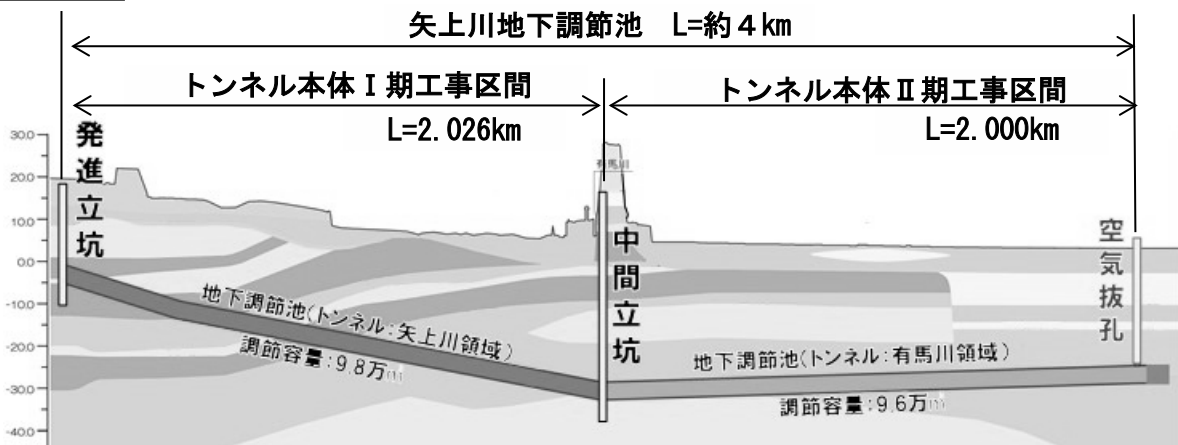 矢上川地下調節池　L=約４km
トンネル本体Ⅰ期工事区間
L=2.026km
トンネル本体Ⅱ期工事区間
L=2.000km
発進立坑
有馬川
中間立坑
空気抜孔
30.0
20.0
10.0
0.0
-10.0
-20.0
-30.0
-40.0
地下調節池(トンネル:矢上川領域)
調節容量:9.8万
地下調節池(トンネル:有馬川領域)
調節容量:9.6万